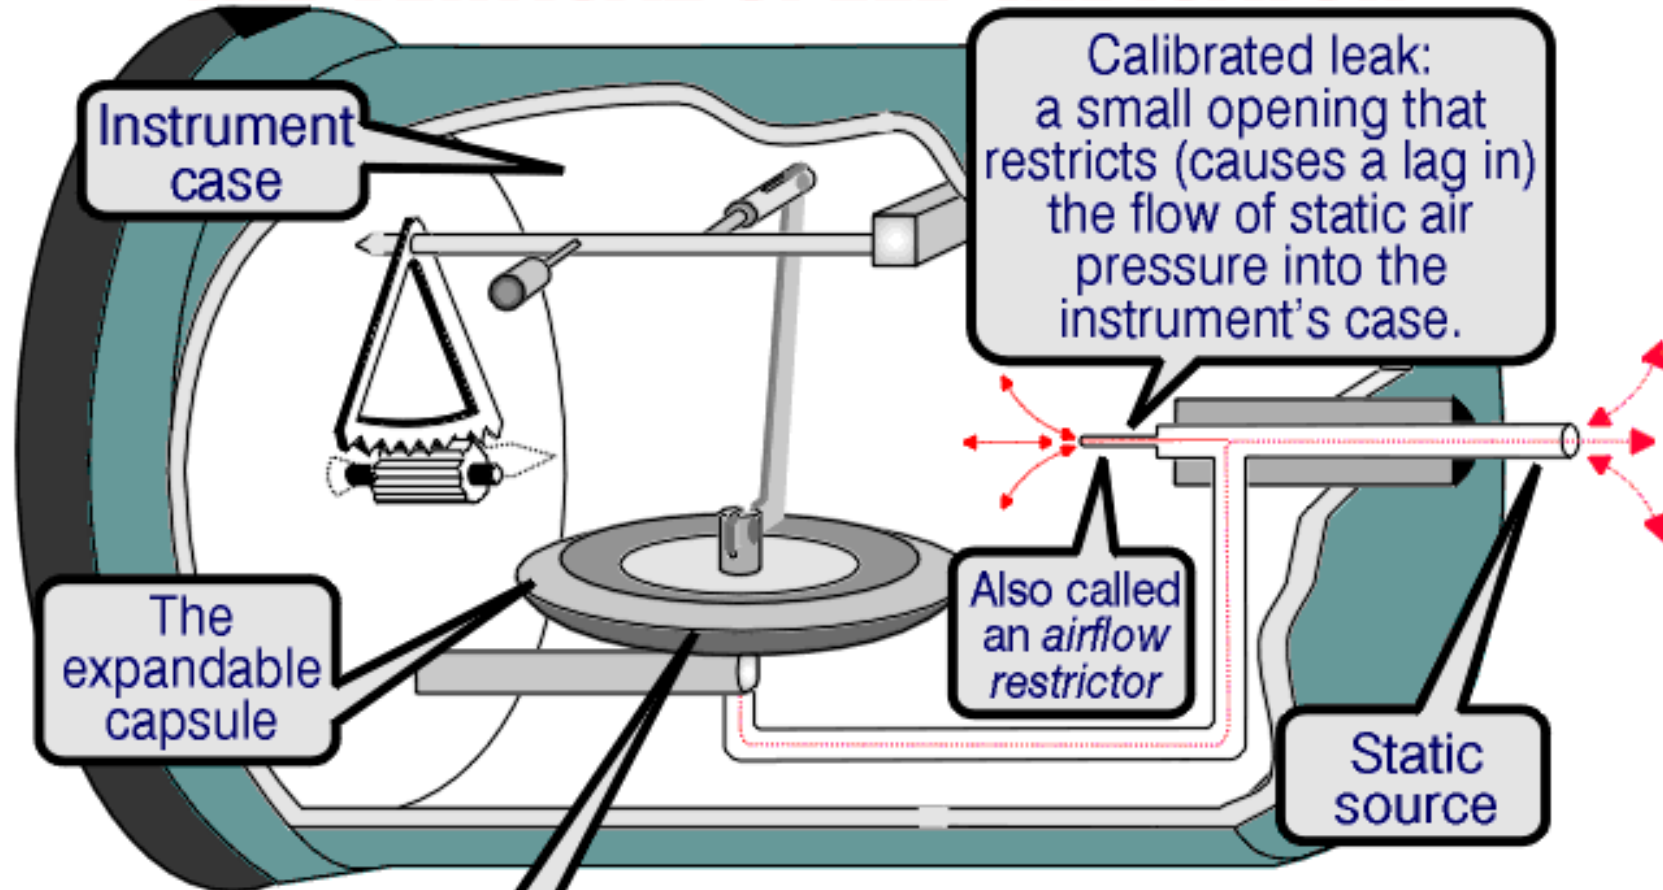 Instrument
case
Calibrated leak:
a small opening that
restricts (causes a lag in)
the flow of static air
pressure into the
instrument's case.
The
expandable
capsule
Also called
an airflow
restrictor
Static
source